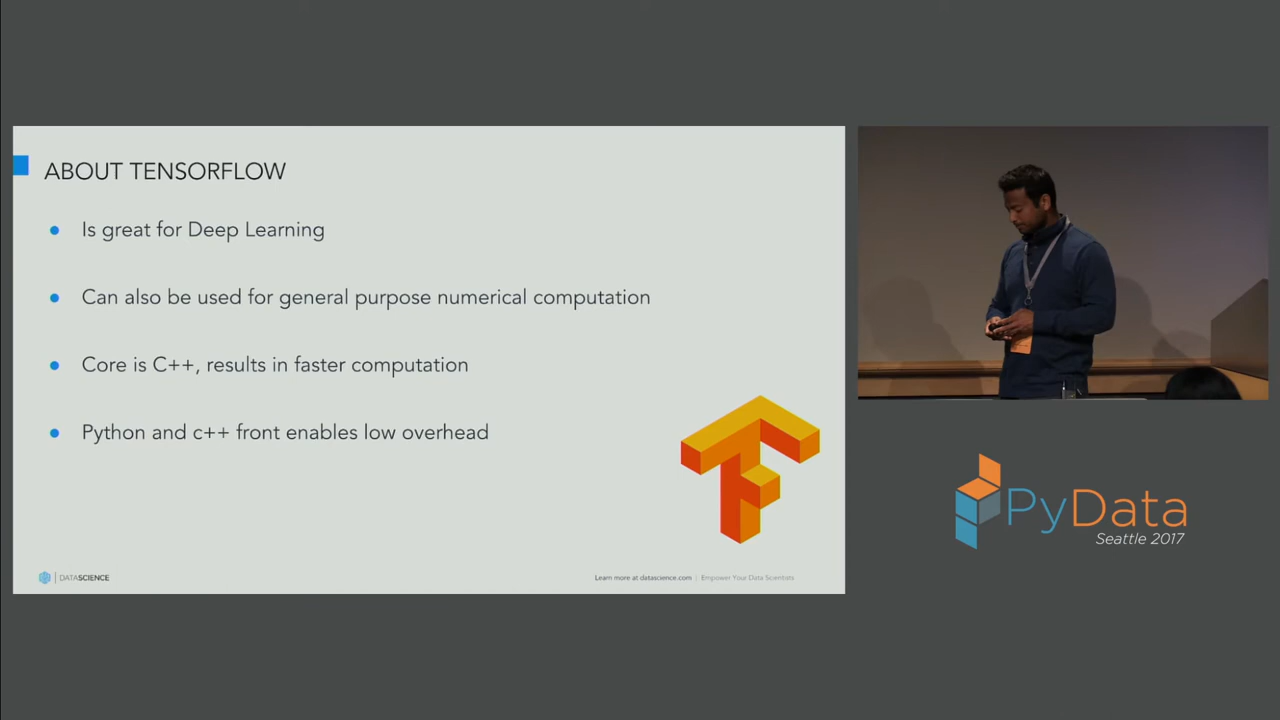 ABOUT TENSORFLOW
Is great for Deep Learning
Can also be used for general purpose numerical computation
Core is C++, results in faster computation
Python and c++ front enables low overhead
DATASCIENCE
Learn more at datascience.com | Empower Your Data Scientists
PyData
Seattle 2017